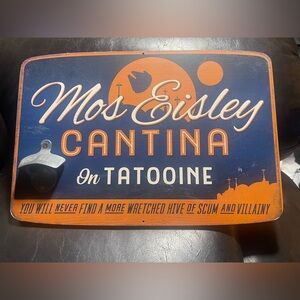 Mos Eisley
CANTINA
On TATOOINE
YOU WILL NEVER FIND A MORE WRETCHED HIVE OF SCUM AND VILLAINY